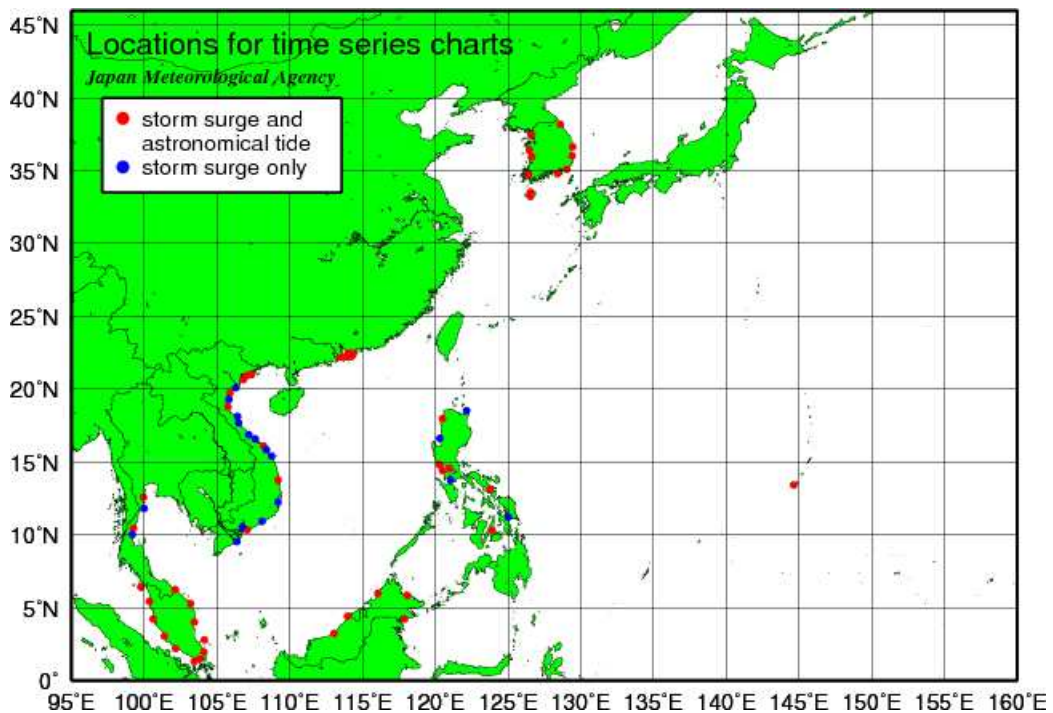 45°N
Locations for time series charts
Japan Meteorological Agency
40°N
storm surge and
astronomical tide
storm surge only
35°N
30°N
25°N
20°N
15°N
10°N
5°N
0°
95°E 100°E 105°E 110°E 115°E 120°E 125°E 130°E 135°E 140°E 145°E 150°E 155°E 160°E